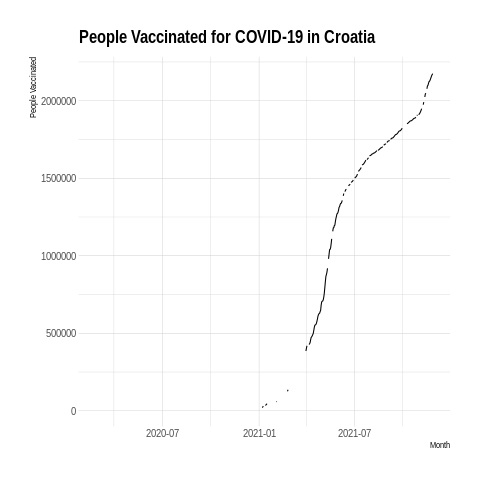 People Vaccinated for COVID-19 in Croatia
People Vaccinated
2000000
1500000
1000000
500000
0
2020-07 2021-01 2021-07
Month